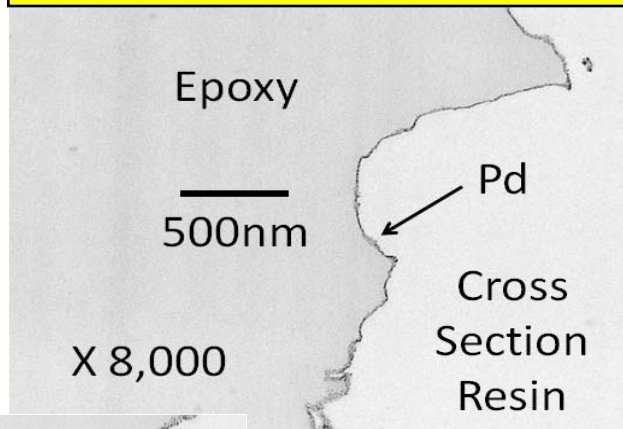 Epoxy
500nm
Pd
Cross
Section
Resin
X 8,000